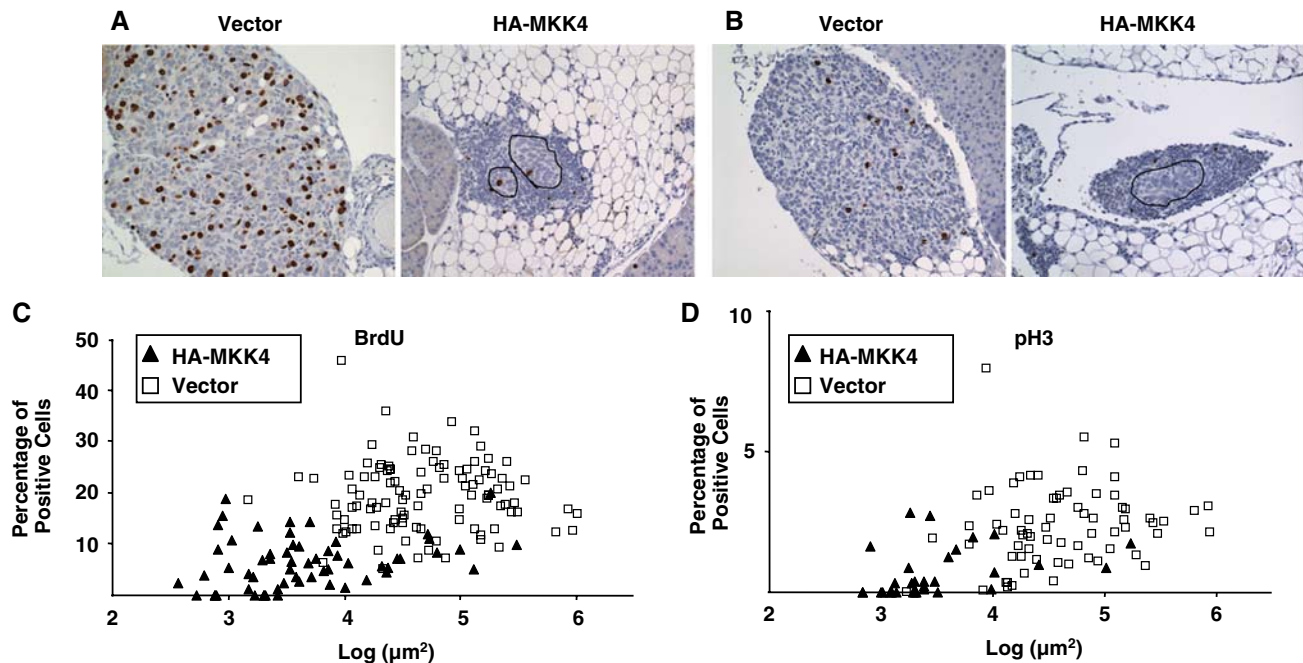 A Vector HA-MKK4 B Vector HA-MKK4
C D
BrdU
HA-MKK4
Vector
Percentage of
Positive Cells
50
40
30
20
10
2 3 4 5 6
Log (µm²)
pH3
HA-MKK4
Vector
Percentage of
Positive Cells
10
5
2 3 4 5 6
Log (µm²)